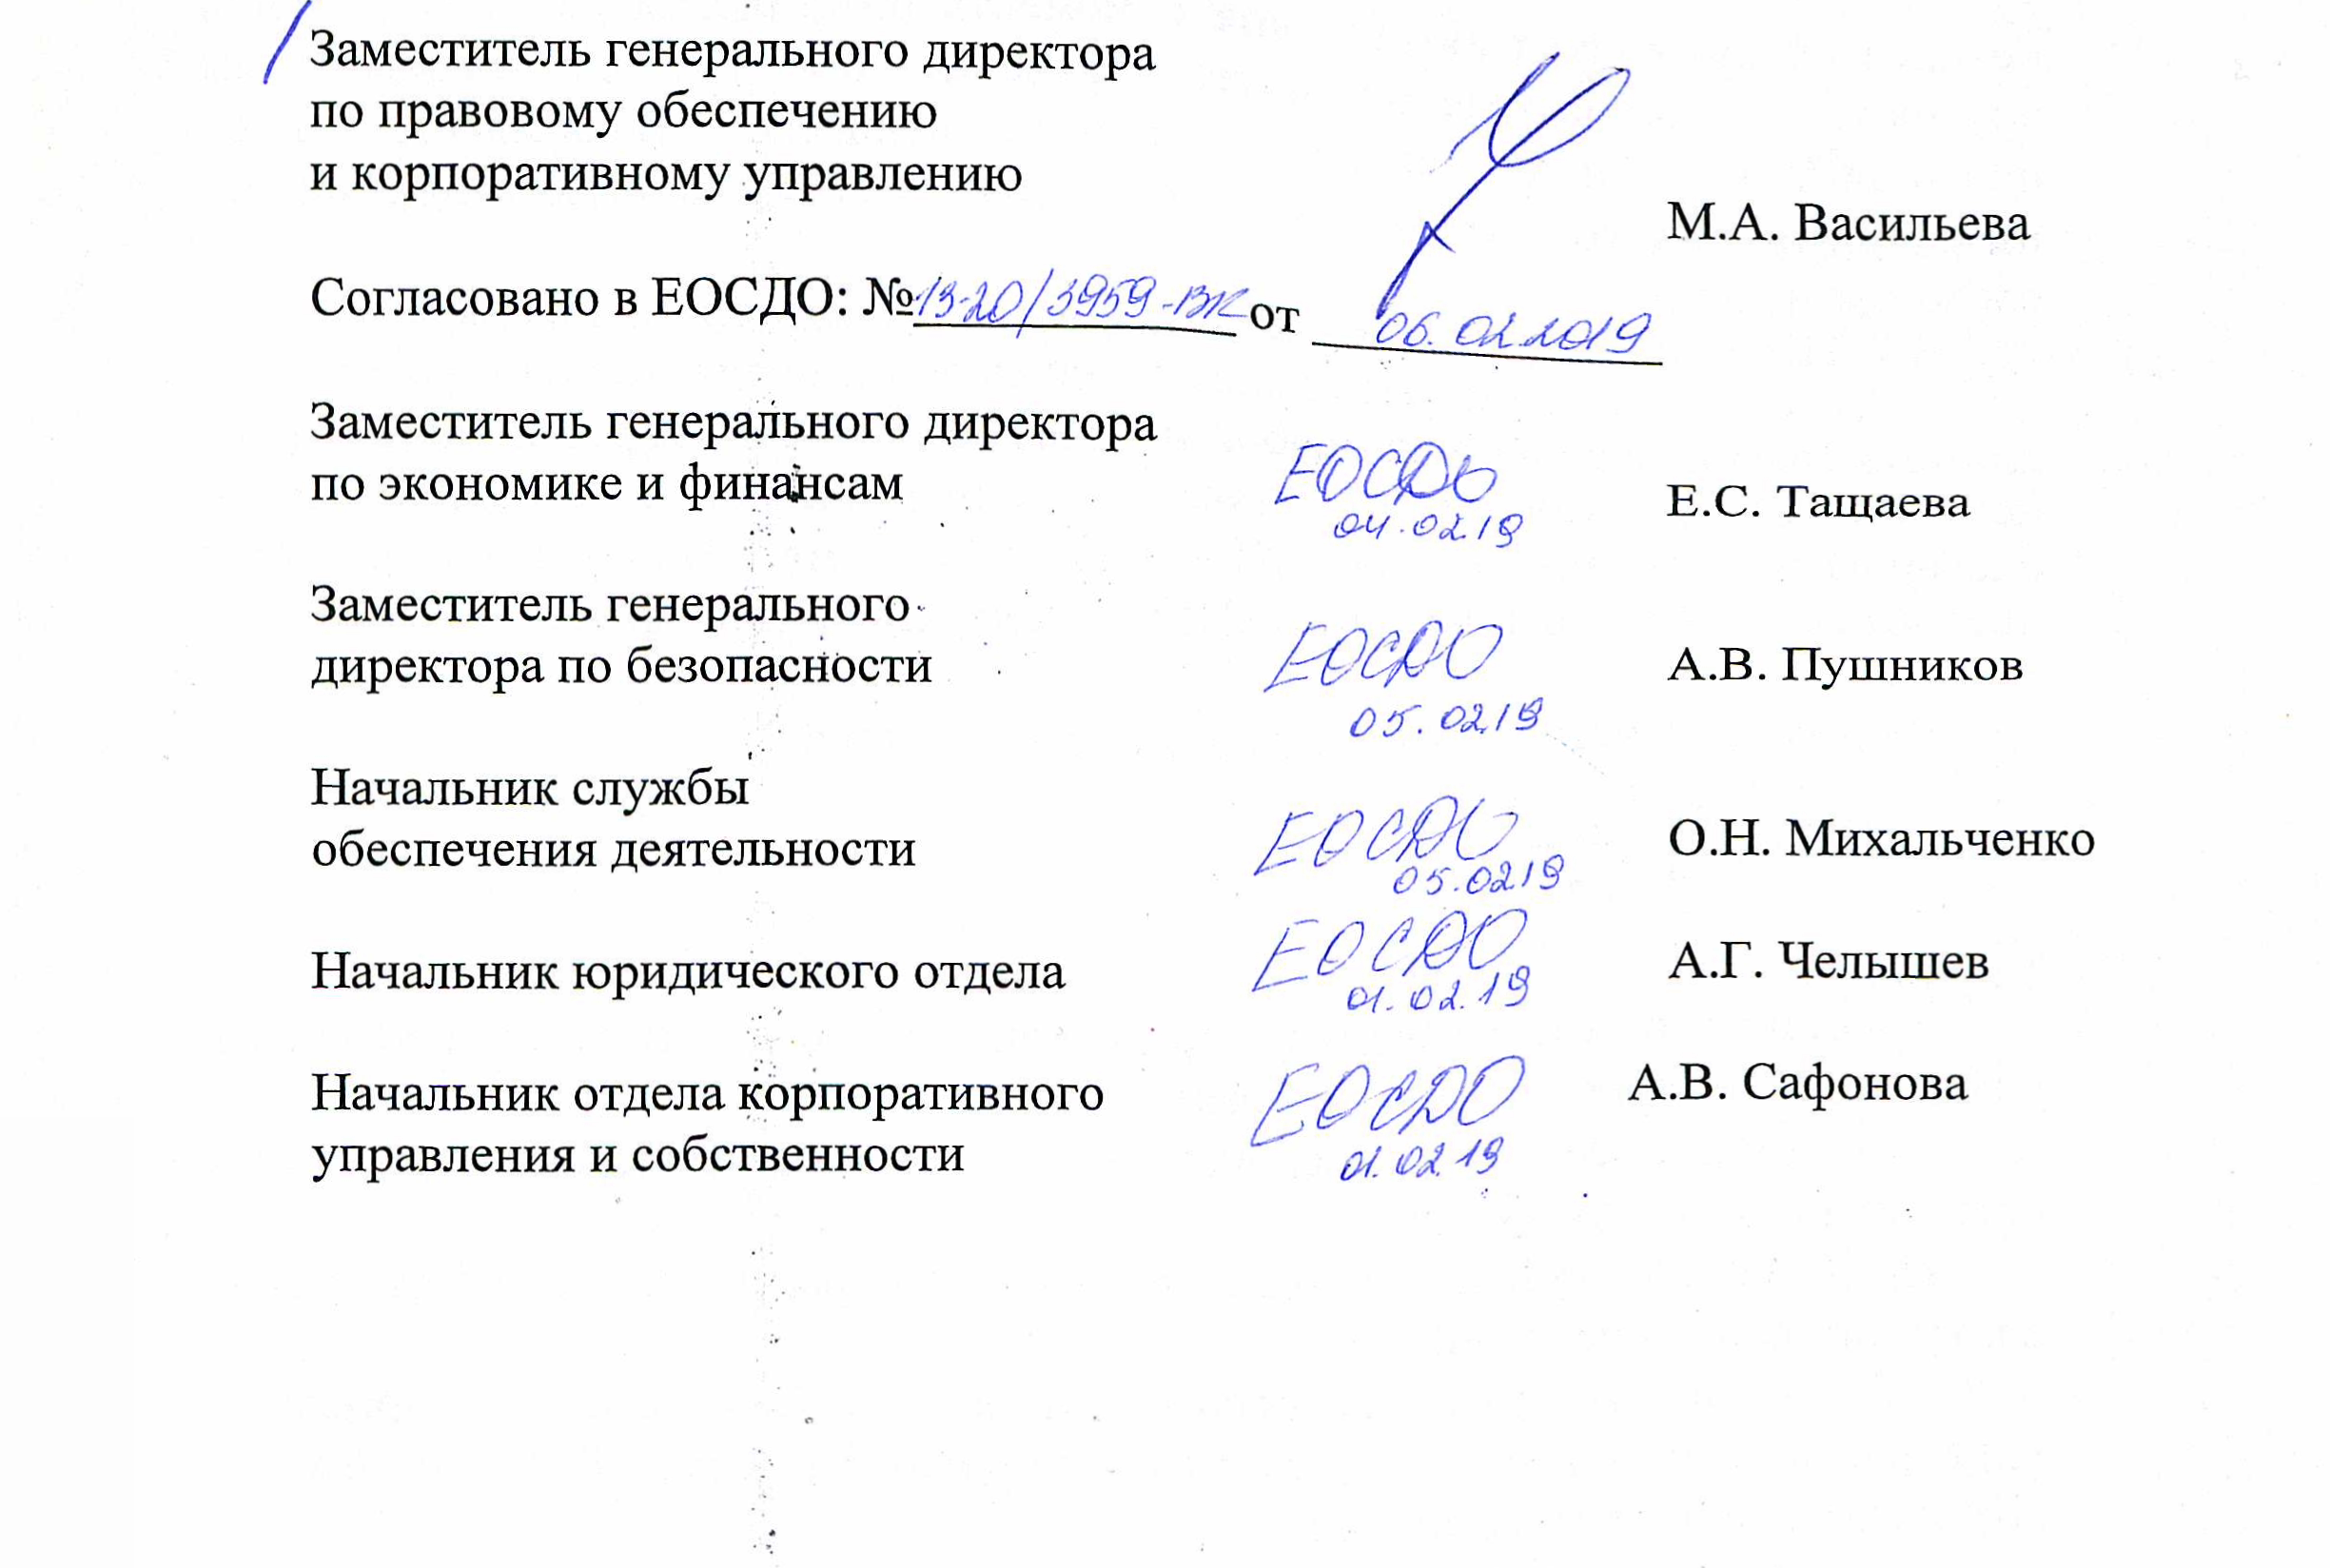 Заместитель генерального директора
по правовому обеспечению
и корпоративному управлению
М.А. Васильева
Согласовано в ЕОСДО: №13-20/3959-ВК от 06.02.2019
Заместитель генерального директора
по экономике и финансам
ЕОСДО
04.02.19
Е.С. Тащаева
Заместитель генерального
директора по безопасности
ЕОСДО
05.02.19
А.В. Пушников
Начальник службы
обеспечения деятельности
ЕОСДО
05.02.19
О.Н. Михальченко
Начальник юридического отдела
ЕОСДО
01.02.19
А.Г. Челышев
Начальник отдела корпоративного
управления и собственности
ЕОСДО
01.02.19
А.В. Сафонова